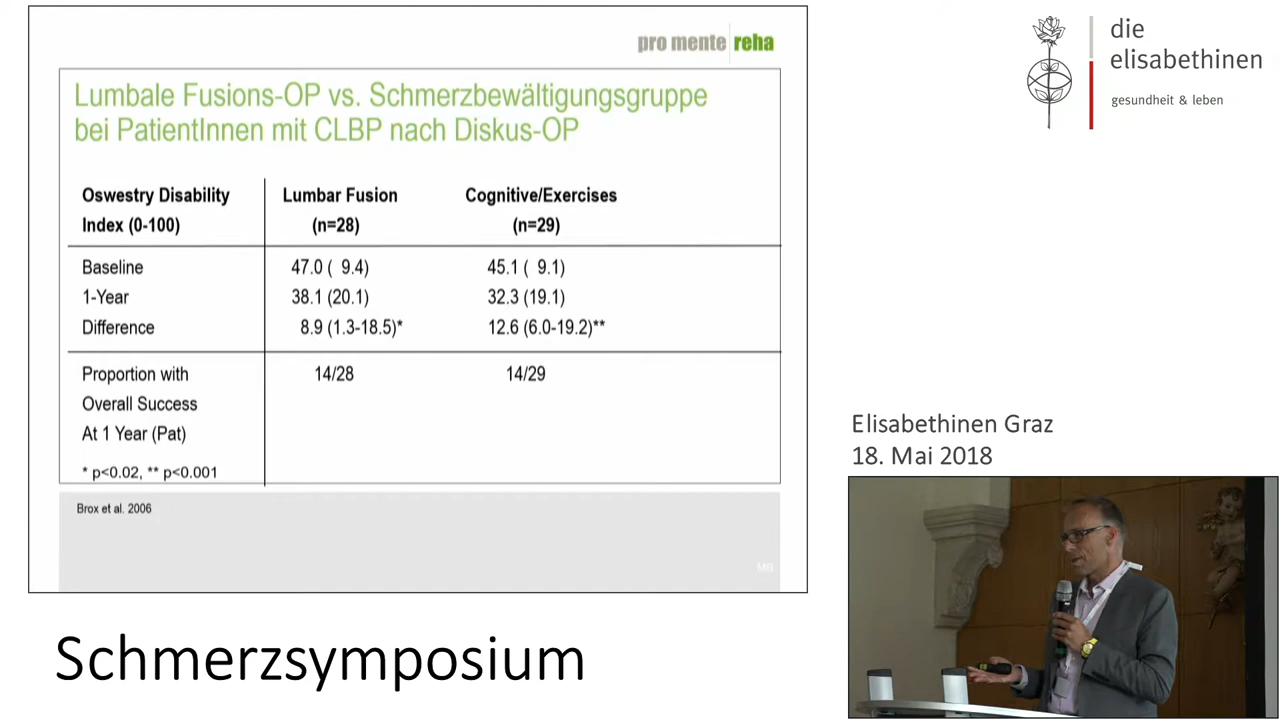 pro mente reha
Lumbale Fusions-OP vs. Schmerzbewältigungsgruppe
bei PatientInnen mit CLBP nach Diskus-OP
Oswestry Disability Lumbar Fusion Cognitive/Exercises
Index (0-100) (n=28) (n=29)
Baseline 47.0 ( 9.4) 45.1 ( 9.1)
1-Year 38.1 (20.1) 32.3 (19.1)
Difference 8.9 (1.3-18.5)* 12.6 (6.0-19.2)**
Proportion with 14/28 14/29
Overall Success
At 1 Year (Pat)
* p<0.02, ** p<0.001
Brox et al. 2006
MB
die
elisabethinen
gesundheit & leben
Elisabethinen Graz
18. Mai 2018
Schmerzsymposium